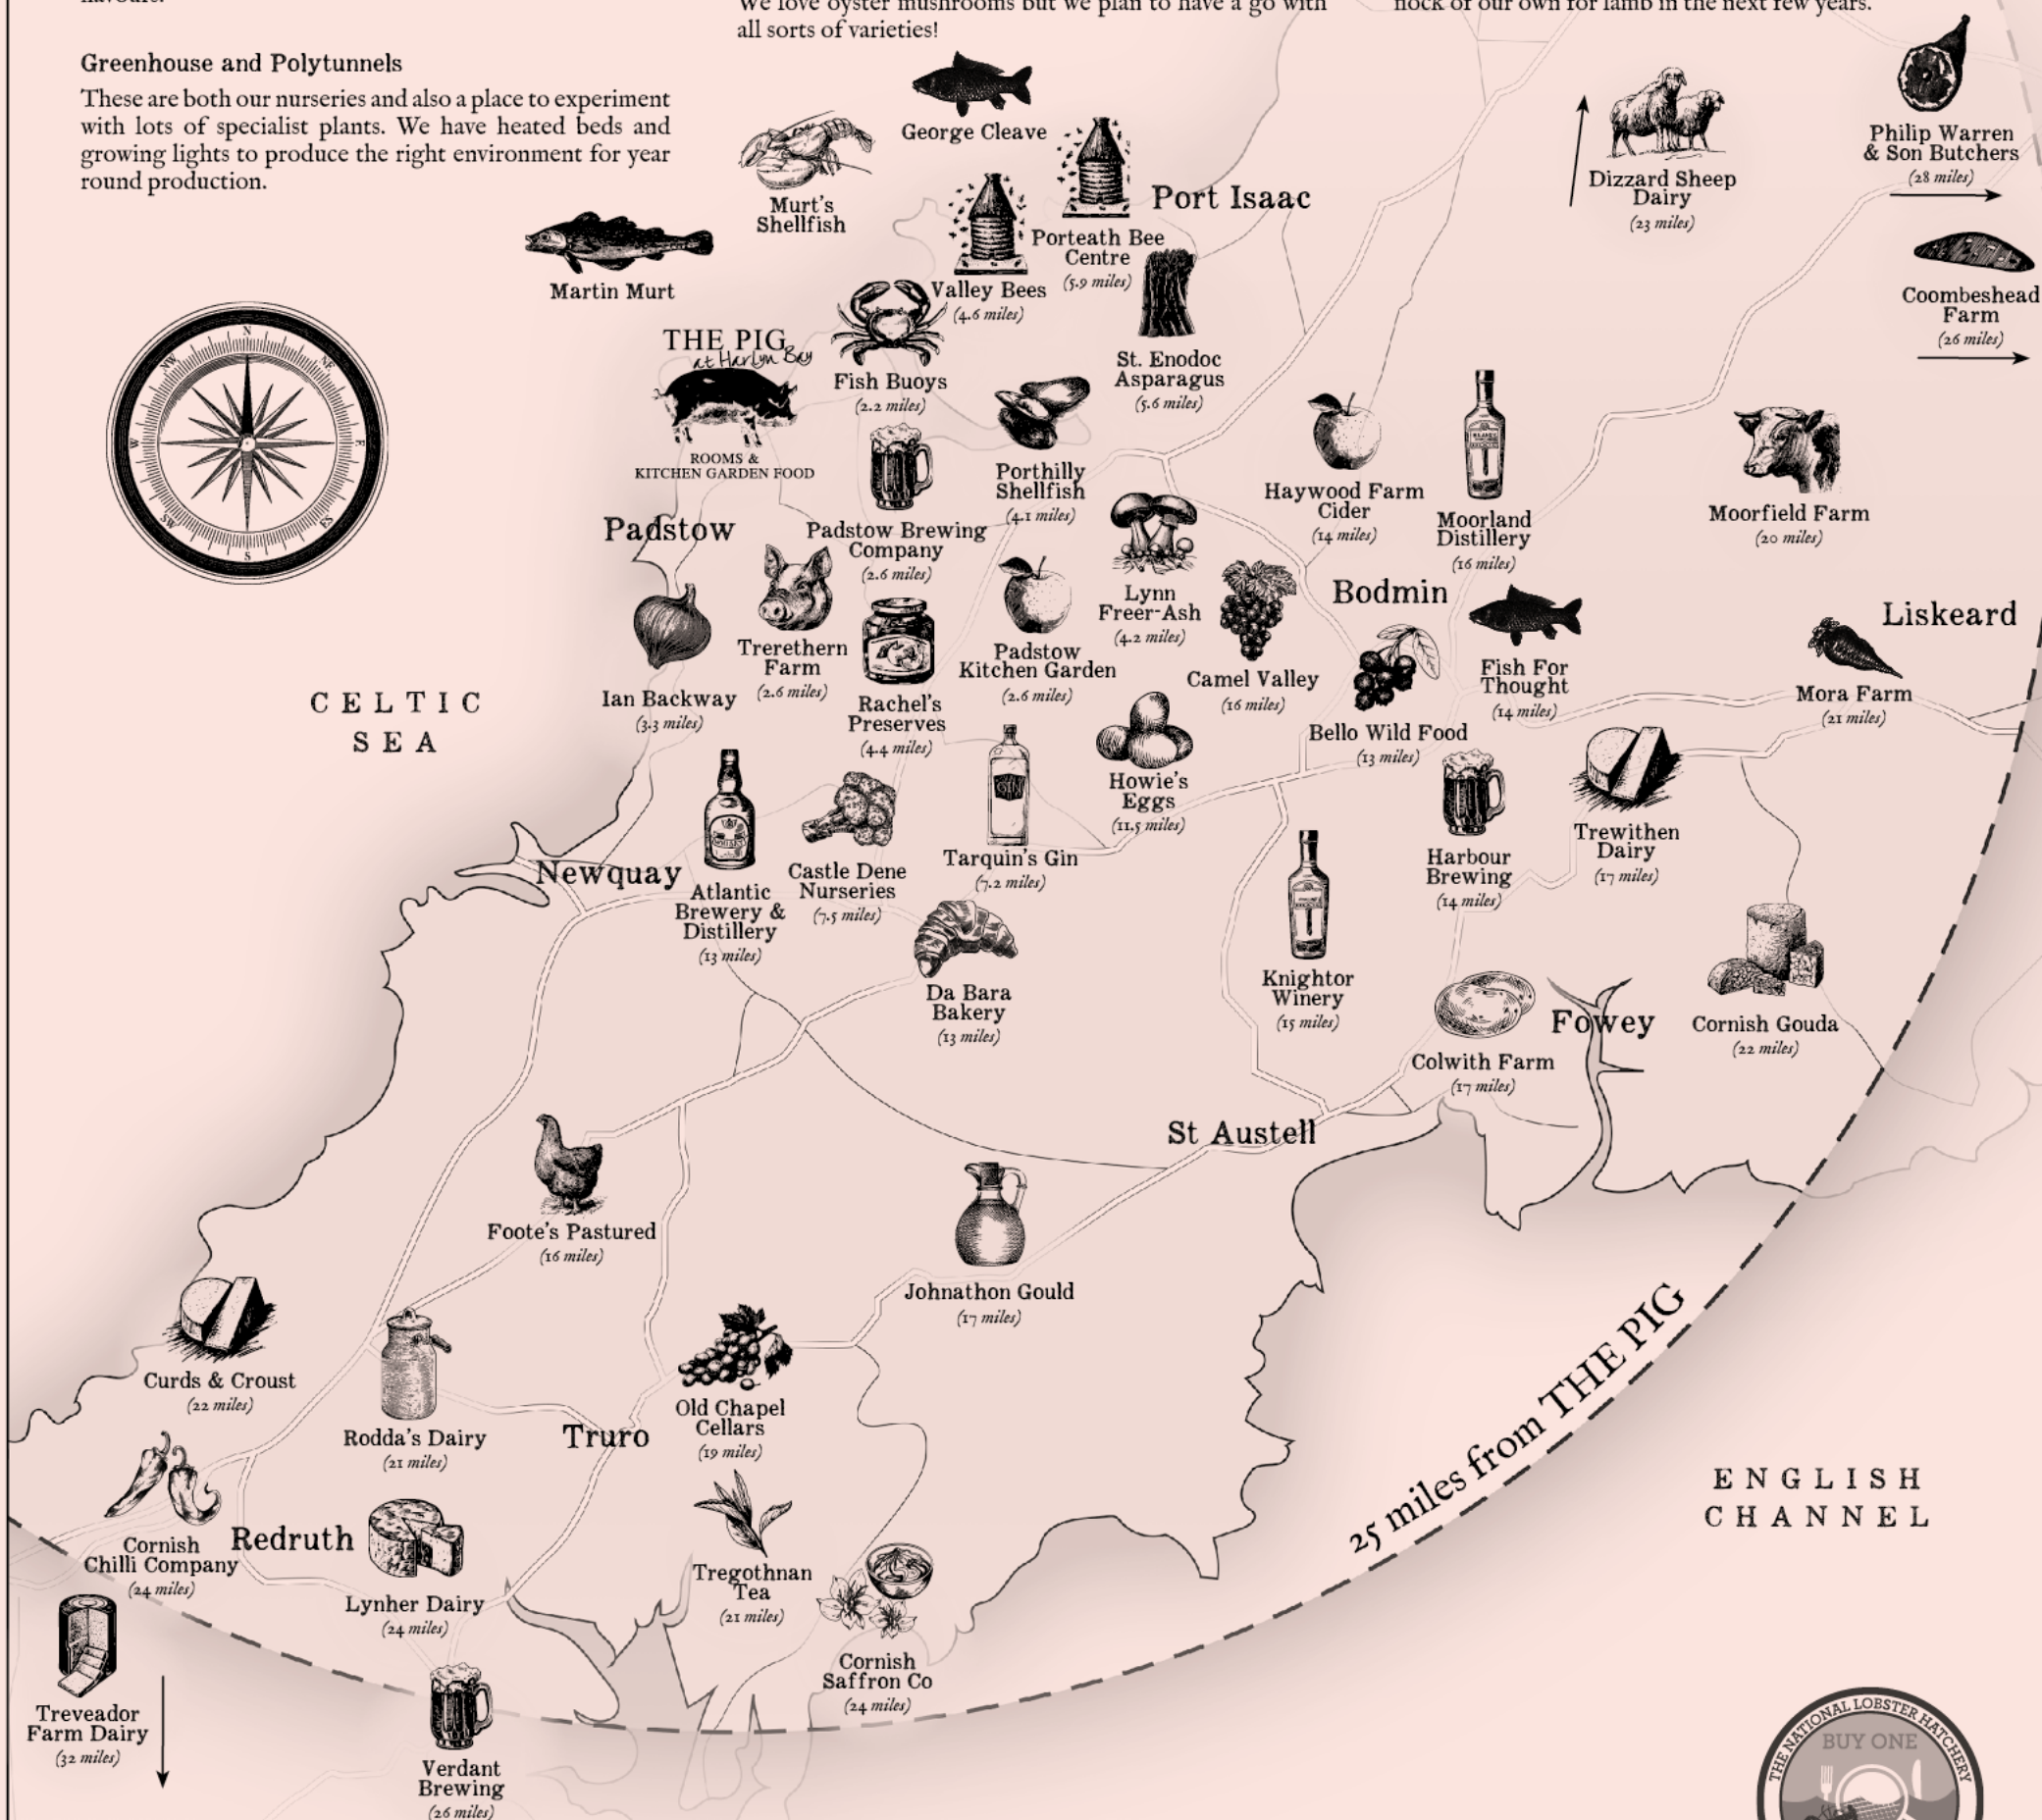 We love oyster mushrooms but we plan to have a go with
all sorts of varieties!
flock of our own for lamb in the next few years.
Greenhouse and Polytunnels
These are both our nurseries and also a place to experiment
with lots of specialist plants. We have heated beds and
growing lights to produce the right environment for year
round production.
George Cleave
Murt's
Shellfish
Martin Murt
Port Isaac
Porteath Bee
Centre
(5.9 miles)
Valley Bees
(4.6 miles)
Dizzard Sheep
Dairy
(23 miles)
Philip Warren
& Son Butchers
(28 miles)
Coombeshead
Farm
(26 miles)
N
NE
E
ES
S
SW
W
NW
THE PIG
at Harlyn Bay
ROOMS &
KITCHEN GARDEN FOOD
Fish Buoys
(2.2 miles)
St. Enodoc
Asparagus
(5.6 miles)
Padstow
Padstow Brewing
Company
(2.6 miles)
Porthilly
Shellfish
(4.1 miles)
Haywood Farm
Cider
(14 miles)
Moorland
Distillery
(16 miles)
Moorfield Farm
(20 miles)
Lynn
Freer-Ash
(4.2 miles)
Bodmin
Liskeard
Ian Backway
(3.3 miles)
Trerethern
Farm
(2.6 miles)
Rachel's
Preserves
(4.4 miles)
Padstow
Kitchen Garden
(2.6 miles)
Camel Valley
(16 miles)
Bello Wild Food
(13 miles)
Fish For
Thought
(14 miles)
Mora Farm
(21 miles)
CELTIC
SEA
Newquay
WHISKEY
Atlantic
Brewery &
Distillery
(13 miles)
Castle Dene
Nurseries
(7.5 miles)
GIN
Tarquin's Gin
(7.2 miles)
Howie's
Eggs
(11.5 miles)
Harbour
Brewing
(14 miles)
Trewithen
Dairy
(17 miles)
Da Bara
Bakery
(13 miles)
Knightor
Winery
(15 miles)
Colwith Farm
(17 miles)
Fowey
Cornish Gouda
(22 miles)
St Austell
Foote's Pastured
(16 miles)
Johnathon Gould
(17 miles)
Curds & Croust
(22 miles)
Rodda's Dairy
(21 miles)
Truro
Old Chapel
Cellars
(19 miles)
25 miles from THE PIG
ENGLISH
CHANNEL
Cornish
Chilli Company
(24 miles)
Redruth
Lynher Dairy
(24 miles)
Tregothnan
Tea
(21 miles)
Cornish
Saffron Co
(24 miles)
Treveador
Farm Dairy
(32 miles)
Verdant
Brewing
(26 miles)
THE NATIONAL LOBSTER HATCHERY
BUY ONE